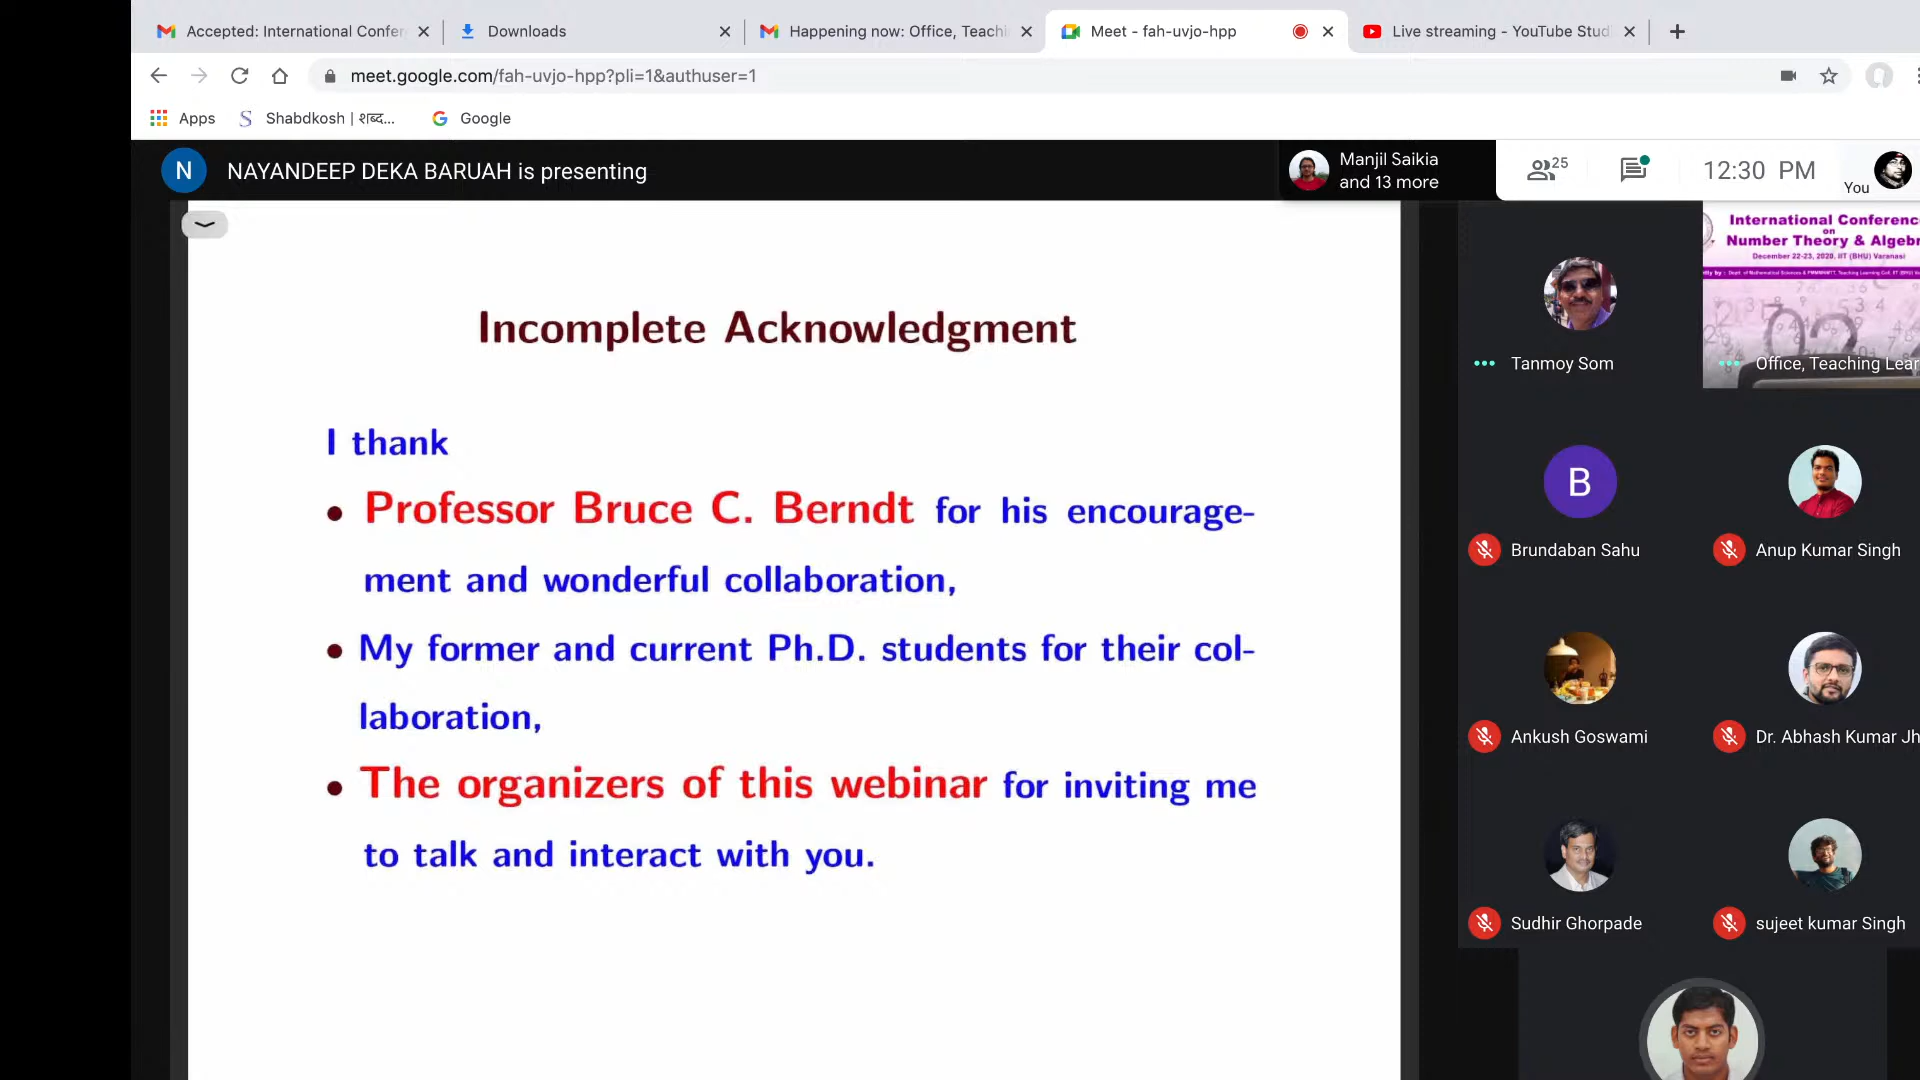 Accepted: International Confer
Downloads
Happening now: Office, Teachi
Meet - fah-uvjo-hpp
Live streaming - YouTube Stud
meet.google.com/fah-uvjo-hpp?pli=1&authuser=1
Apps
Shabdkosh | शब्द...
Google
N
NAYANDEEP DEKA BARUAH is presenting
Manjil Saikia
and 13 more
25
12:30 PM
You
Incomplete Acknowledgment
I thank
• Professor Bruce C. Berndt for his encourage-
ment and wonderful collaboration,
• My former and current Ph.D. students for their col-
laboration,
• The organizers of this webinar for inviting me
to talk and interact with you.
International Conferenc
on
Number Theory & Algebr
December 22-23, 2020, IIT (BHU) Varanasi
Tanmoy Som
Office, Teaching Lear
B
Brundaban Sahu
Anup Kumar Singh
Ankush Goswami
Dr. Abhash Kumar Jh
Sudhir Ghorpade
sujeet kumar Singh